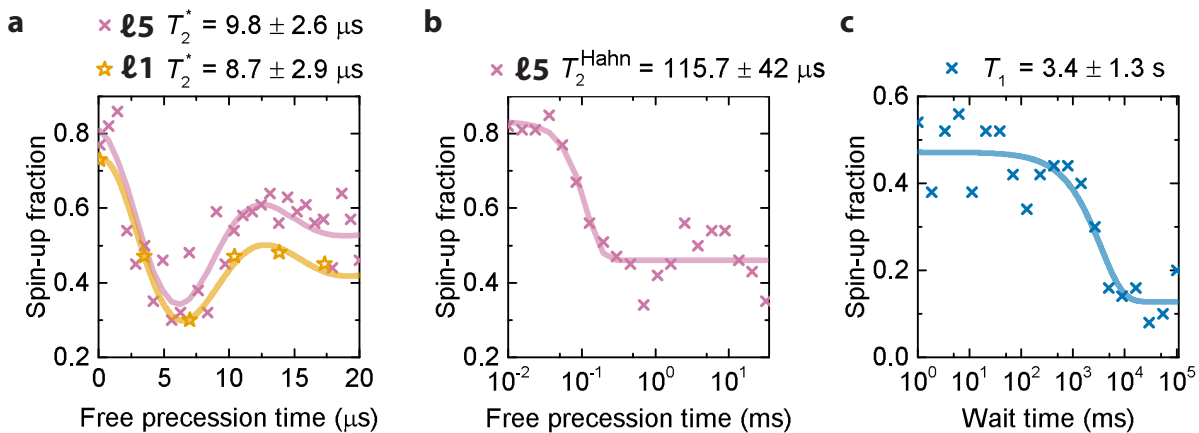 a
ℓ5 T₂* = 9.8 ± 2.6 μs
ℓ1 T₂* = 8.7 ± 2.9 μs
Spin-up fraction
0.8
0.6
0.4
0.2
0 5 10 15 20
Free precession time (μs)
b
ℓ5 T₂ᴴᵃʰⁿ = 115.7 ± 42 μs
Spin-up fraction
0.8
0.6
0.4
0.2
10⁻² 10⁻¹ 10⁰ 10¹
Free precession time (ms)
c
T₁ = 3.4 ± 1.3 s
Spin-up fraction
0.6
0.4
0.2
0.0
10⁰ 10¹ 10² 10³ 10⁴ 10⁵
Wait time (ms)